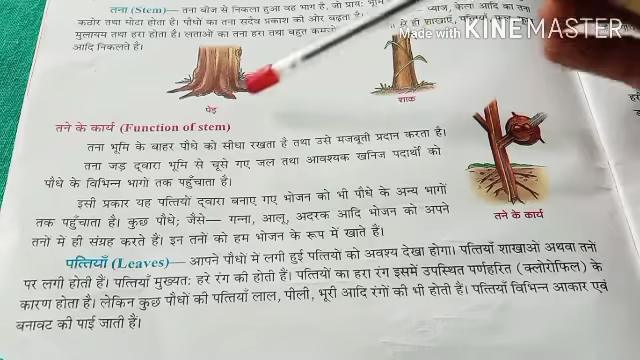 तना (Stem)— तना बीज से निकला हुआ वह भाग है, जो प्राय: भूमि
कठोर तथा मोटा होता है। पौधों का तना सदैव प्रकाश की ओर बढ़ता है।
प्याज, केला आदि का तना
मुलायम तथा हरा होता है। लताओं का तना हरा तथा बहुत
आदि निकलते हैं।
Made With KINEMASTER
पेड़
शाक
तने के कार्य (Function of stem)
तना भूमि के बाहर पौधे को सीधा रखता है तथा उसे मजबूती प्रदान करता है।
तना जड़ द्वारा भूमि से चूसे गए जल तथा आवश्यक खनिज पदार्थों को
पौधे के विभिन्न भागों तक पहुँचाता है।
इसी प्रकार यह पत्तियों द्वारा बनाए गए भोजन को भी पौधे के अन्य भागों
तक पहुँचाता है। कुछ पौधे; जैसे— गन्ना, आलू, अदरक आदि भोजन को अपने
तनों में ही संग्रह करते हैं। इन तनों को हम भोजन के रूप में खाते हैं।
तने के कार्य
पत्तियाँ (Leaves)— आपने पौधों में लगी हुई पत्तियों को अवश्य देखा होगा। पत्तियाँ शाखाओं अथवा तनों
पर लगी होती हैं। पत्तियाँ मुख्यत: हरे रंग की होती हैं। पत्तियों का हरा रंग इसमें उपस्थित पर्णहरित (क्लोरोफिल) के
कारण होता है। लेकिन कुछ पौधों की पत्तियाँ लाल, पीली, भूरी आदि रंगों की भी होती हैं। पत्तियाँ विभिन्न आकार एवं
बनावट की पाई जाती हैं।